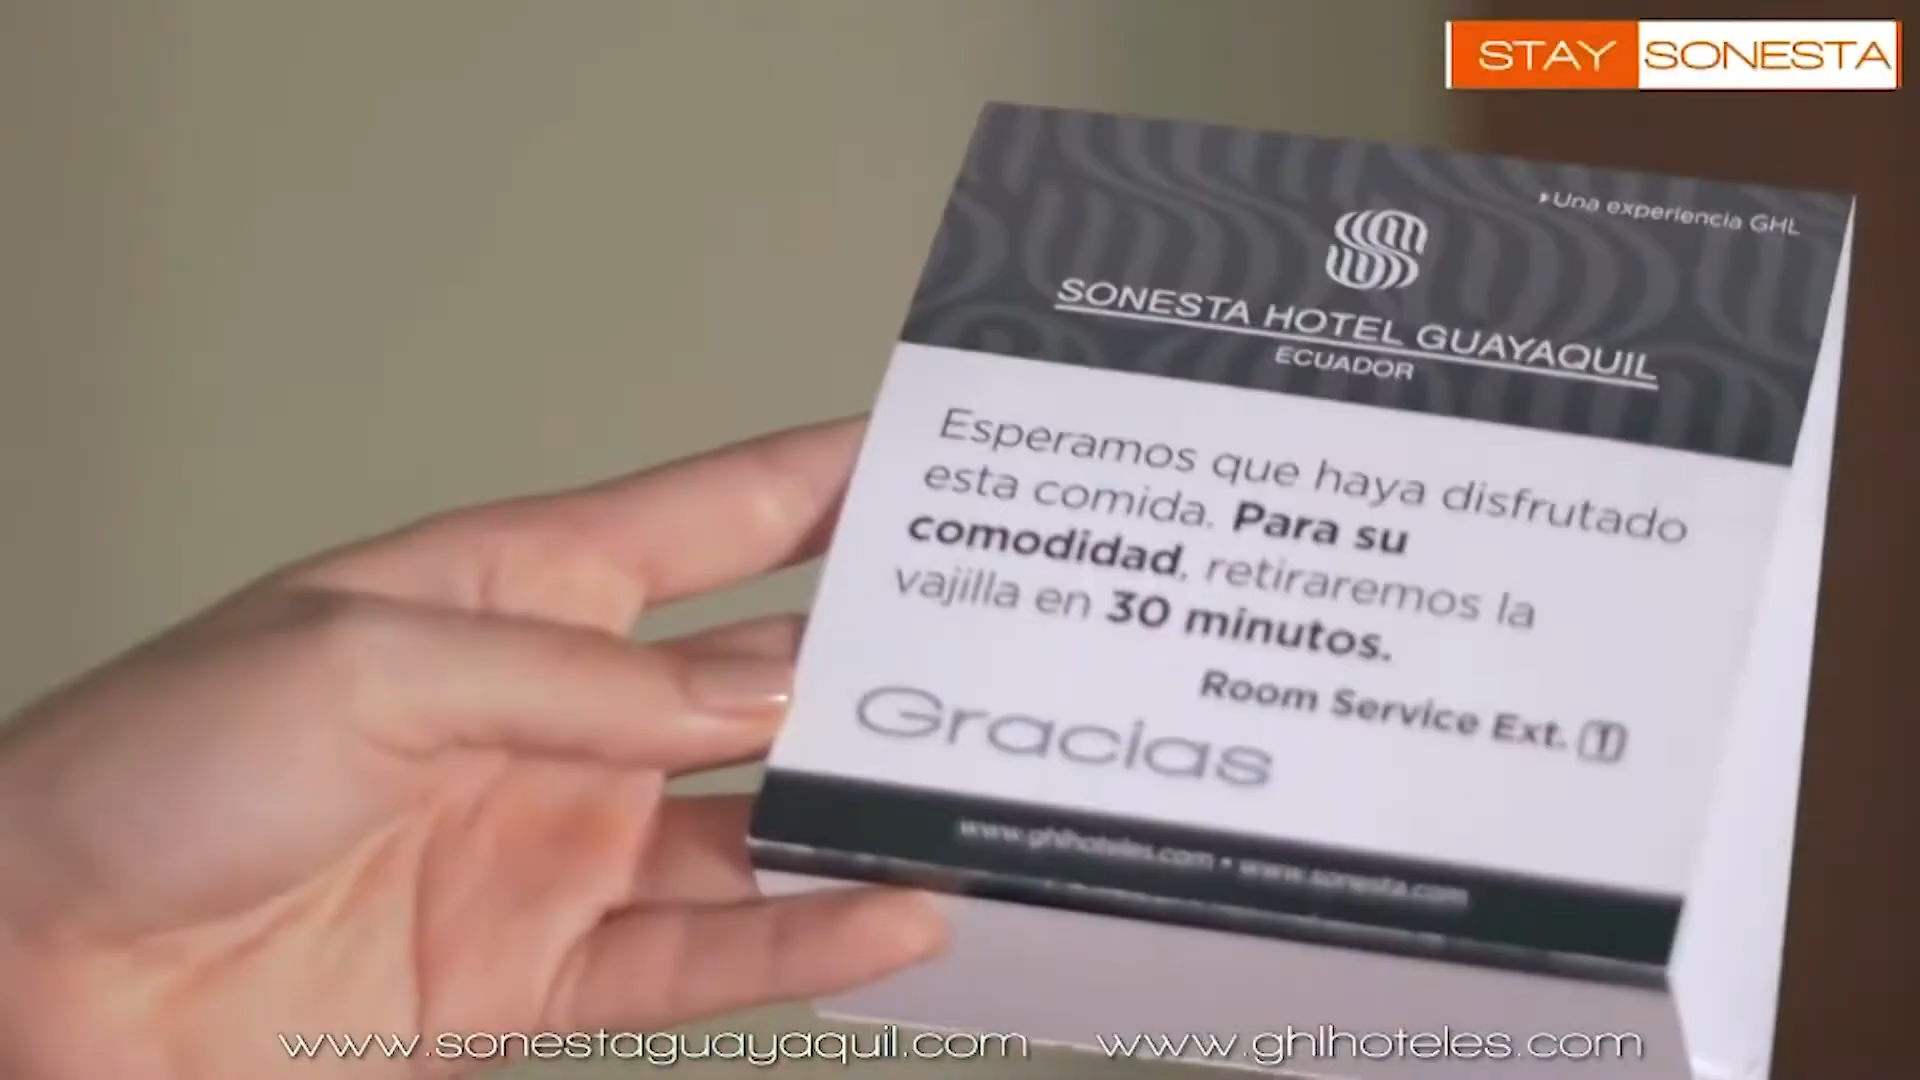 STAY SONESTA
Una experiencia GHL
SONESTA HOTEL GUAYAQUIL
ECUADOR
Esperamos que haya disfrutado
esta comida. Para su
comodidad, retiraremos la
vajilla en 30 minutos.
Room Service Ext. 1
Gracias
www.ghlhoteles.com • www.sonesta.com
www.sonestaguayaquil.com www.ghlhoteles.com